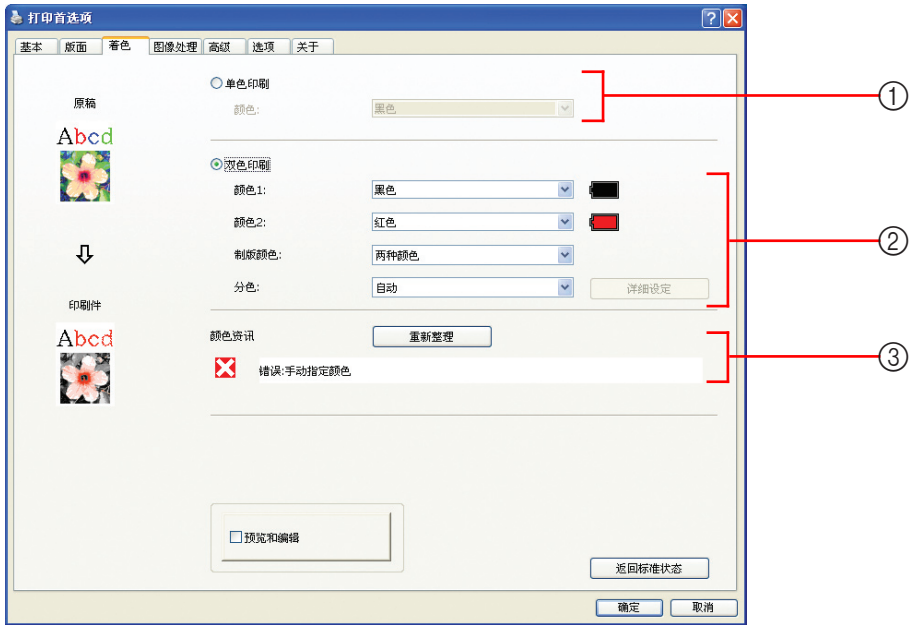 打印首选项
基本 版面 着色 图像处理 高级 选项 关于
原稿
Abcd
印刷件
Abcd
单色印刷
颜色: 黑色
①
双色印刷
颜色1: 黑色
颜色2: 红色
制版颜色: 两种颜色
分色: 自动 详细设定
②
颜色资讯 重新整理
错误:手动指定颜色
③
预览和编辑
返回标准状态
确定 取消